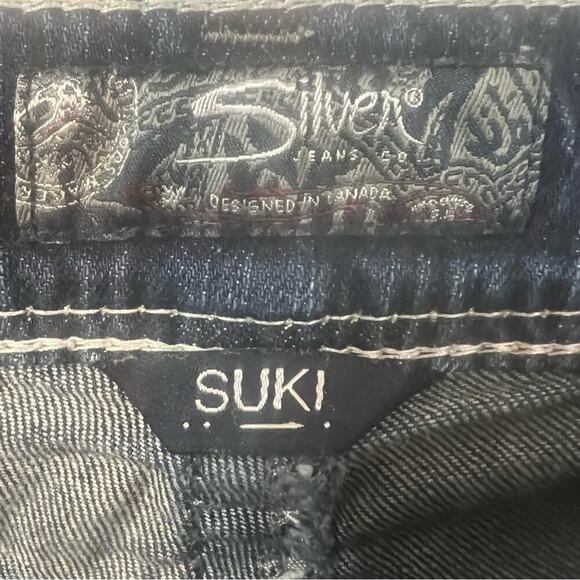 Silver®
JEANS CO.
DESIGNED IN CANADA
SUKI